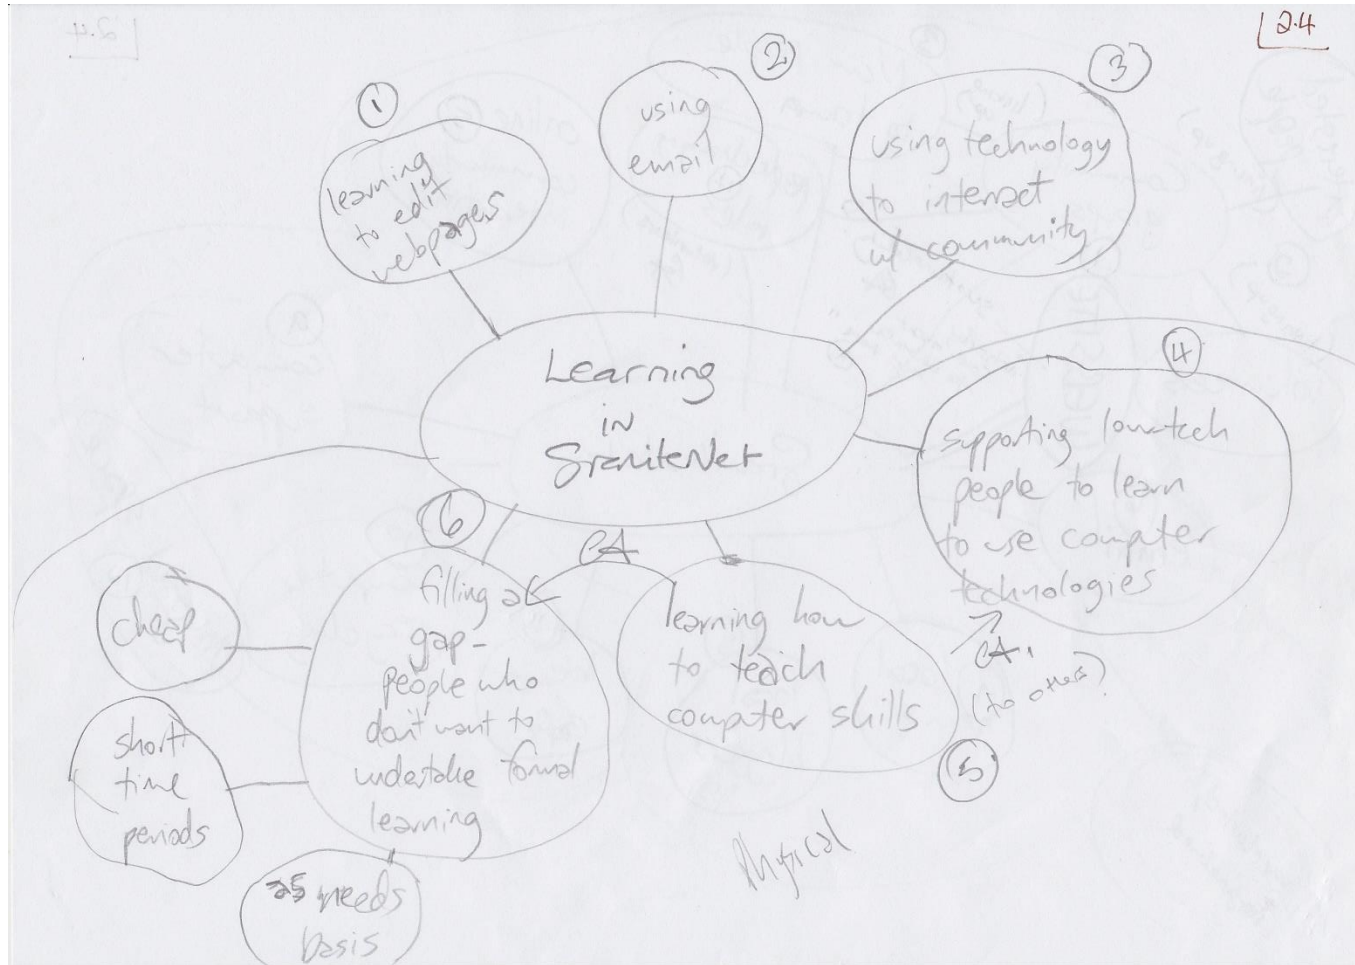 2.4
1
learning
to edit
webpages
2
using
email
3
using technology
to interact
w/ community
Learning
in
GraniteNet
4
supporting low-tech
people to learn
to use computer
technologies
(to others)
5
learning how
to teach
computer skills
6
filling a
gap -
people who
don't want to
undertake formal
learning
cheap
short
time
periods
as needs
basis
Physical